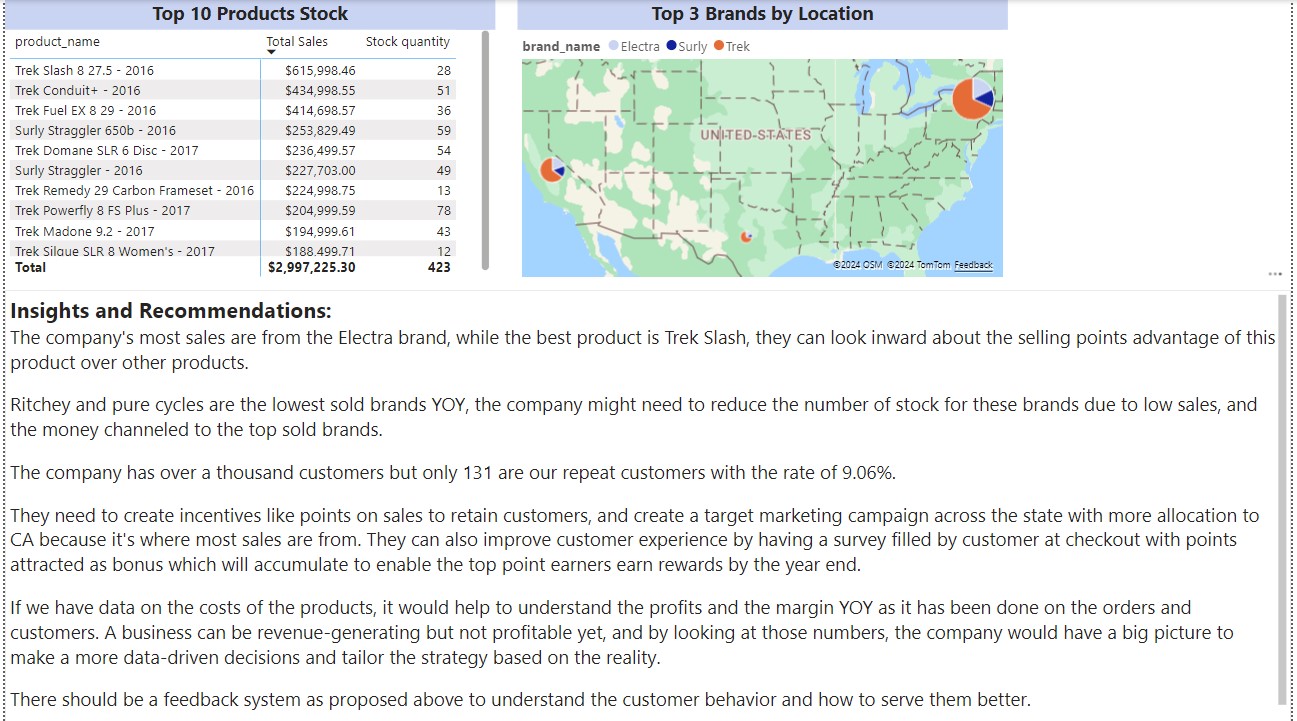 Top 10 Products Stock
Top 3 Brands by Location
product_name Total Sales Stock quantity
brand_name Electra Surly Trek
Trek Slash 8 27.5 - 2016 $615,998.46 28
Trek Conduit+ - 2016 $434,998.55 51
Trek Fuel EX 8 29 - 2016 $414,698.57 36
Surly Straggler 650b - 2016 $253,829.49 59
Trek Domane SLR 6 Disc - 2017 $236,499.57 54
Surly Straggler - 2016 $227,703.00 49
Trek Remedy 29 Carbon Frameset - 2016 $224,998.75 13
Trek Powerfly 8 FS Plus - 2017 $204,999.59 78
Trek Madone 9.2 - 2017 $194,999.61 43
Trek Silque SLR 8 Women's - 2017 $188,499.71 12
Total $2,997,225.30 423
UNITED STATES
©2024 OSM ©2024 TomTom Feedback
Insights and Recommendations:
The company's most sales are from the Electra brand, while the best product is Trek Slash, they can look inward about the selling points advantage of this
product over other products.
Ritchey and pure cycles are the lowest sold brands YOY, the company might need to reduce the number of stock for these brands due to low sales, and
the money channeled to the top sold brands.
The company has over a thousand customers but only 131 are our repeat customers with the rate of 9.06%.
They need to create incentives like points on sales to retain customers, and create a target marketing campaign across the state with more allocation to
CA because it's where most sales are from. They can also improve customer experience by having a survey filled by customer at checkout with points
attracted as bonus which will accumulate to enable the top point earners earn rewards by the year end.
If we have data on the costs of the products, it would help to understand the profits and the margin YOY as it has been done on the orders and
customers. A business can be revenue-generating but not profitable yet, and by looking at those numbers, the company would have a big picture to
make a more data-driven decisions and tailor the strategy based on the reality.
There should be a feedback system as proposed above to understand the customer behavior and how to serve them better.